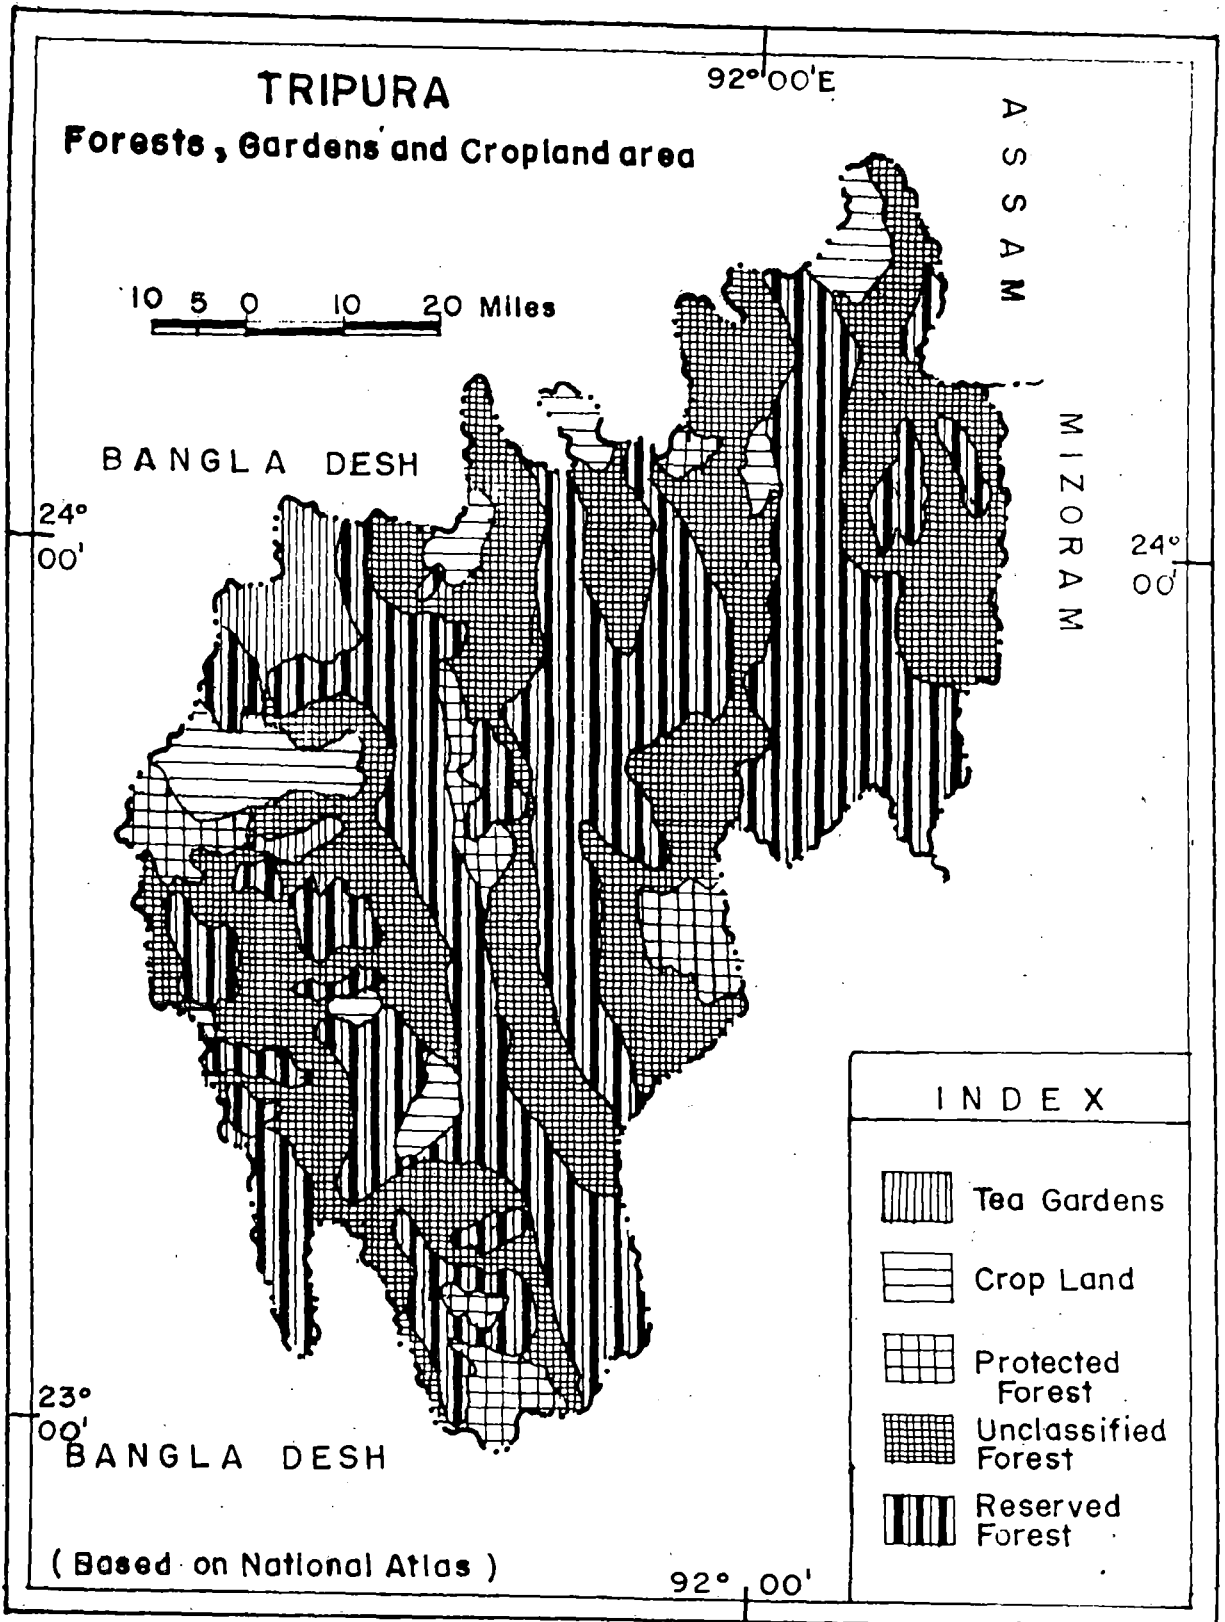 TRIPURA
Forests, Gardens and Cropland area
92°00'E
ASSAM
10 5 0 10 20 Miles
BANGLA DESH
MIZORAM
24°
00'
24°
00'
INDEX
Tea Gardens
Crop Land
Protected
Forest
Unclassified
Forest
Reserved
Forest
23°
00'
BANGLA DESH
(Based on National Atlas)
92° 00'